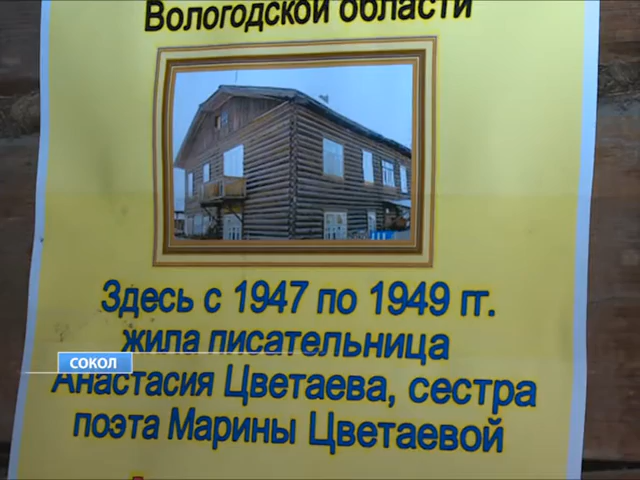 Вологодской области
Здесь с 1947 по 1949 гг.
жила писательница
СОКОЛ
Анастасия Цветаева, сестра
поэта Марины Цветаевой